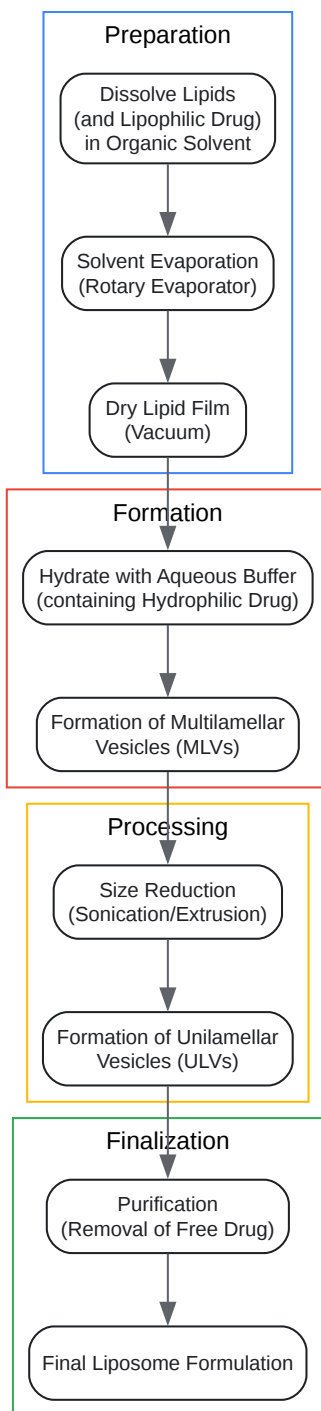 Preparation
Dissolve Lipids
(and Lipophilic Drug)
in Organic Solvent
Solvent Evaporation
(Rotary Evaporator)
Dry Lipid Film
(Vacuum)
Formation
Hydrate with Aqueous Buffer
(containing Hydrophilic Drug)
Formation of Multilamellar
Vesicles (MLVs)
Processing
Size Reduction
(Sonication/Extrusion)
Formation of Unilamellar
Vesicles (ULVs)
Finalization
Purification
(Removal of Free Drug)
Final Liposome Formulation